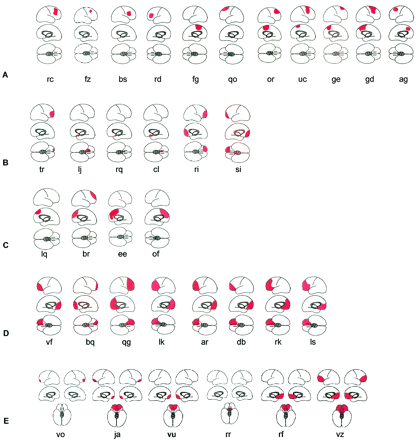 A rc fz bs rd fg qo or uc ge gd ag
B tr lj rq cl ri si
C lq br ee of
D vf bq qg lk ar db rk ls
E vo ja vu rr rf vz